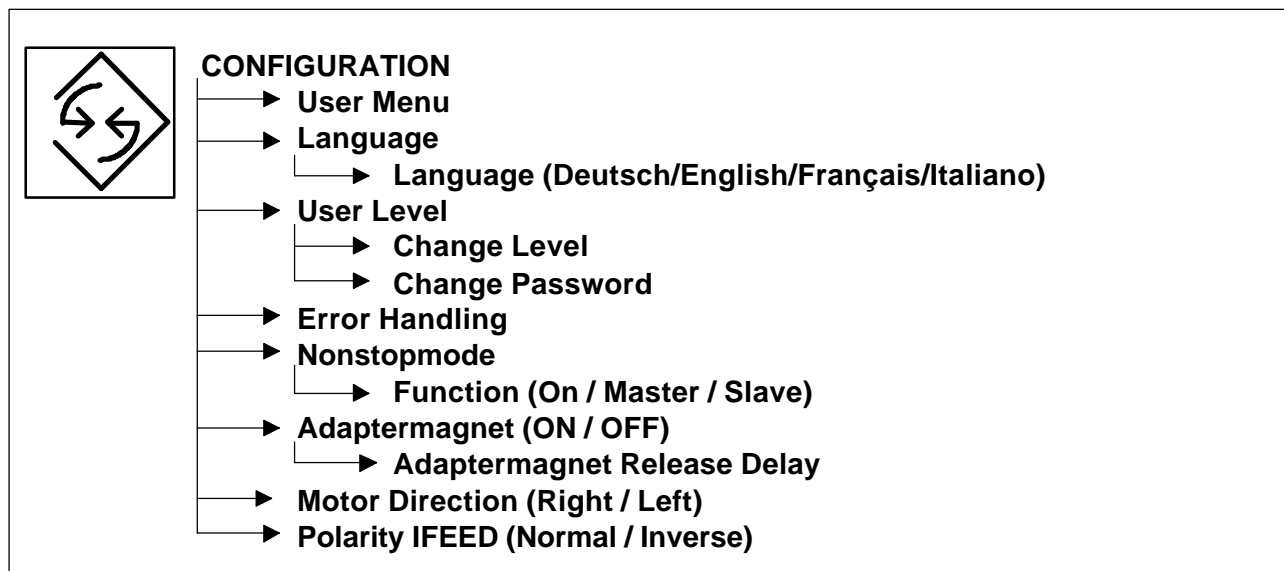 CONFIGURATION
User Menu
Language
Language (Deutsch/English/Français/Italiano)
User Level
Change Level
Change Password
Error Handling
Nonstopmode
Function (On / Master / Slave)
Adaptermagnet (ON / OFF)
Adaptermagnet Release Delay
Motor Direction (Right / Left)
Polarity IFEED (Normal / Inverse)